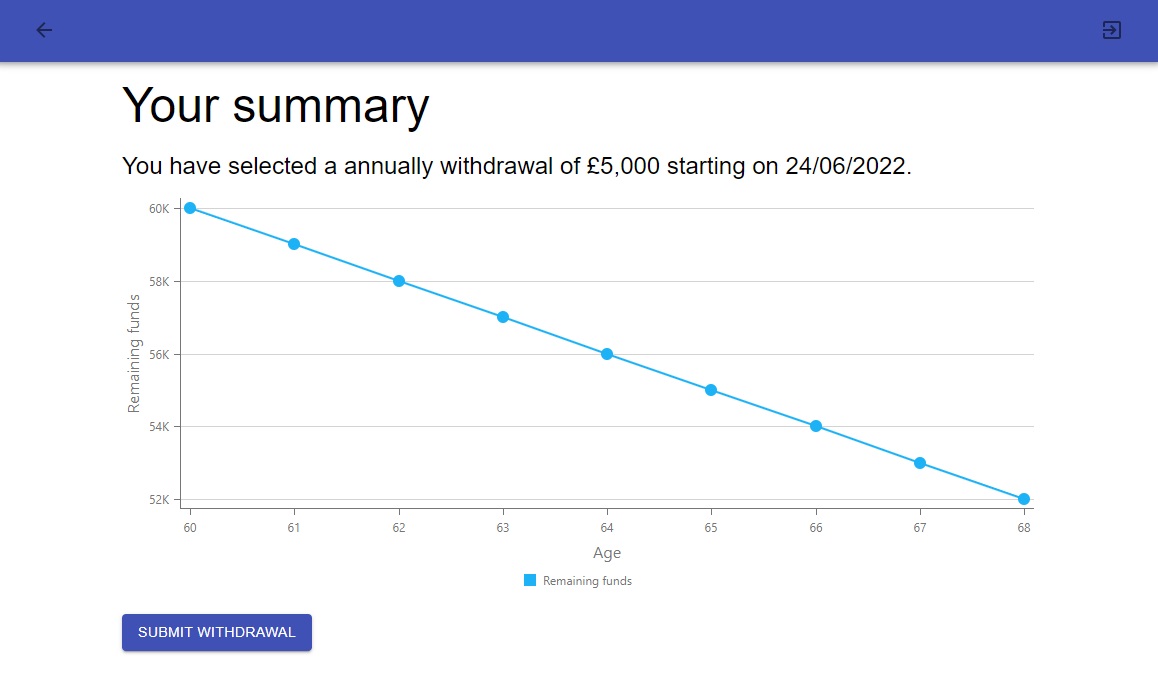 Your summary
You have selected a annually withdrawal of £5,000 starting on 24/06/2022.
Remaining funds
60K
58K
56K
54K
52K
60 61 62 63 64 65 66 67 68
Age
Remaining funds
SUBMIT WITHDRAWAL